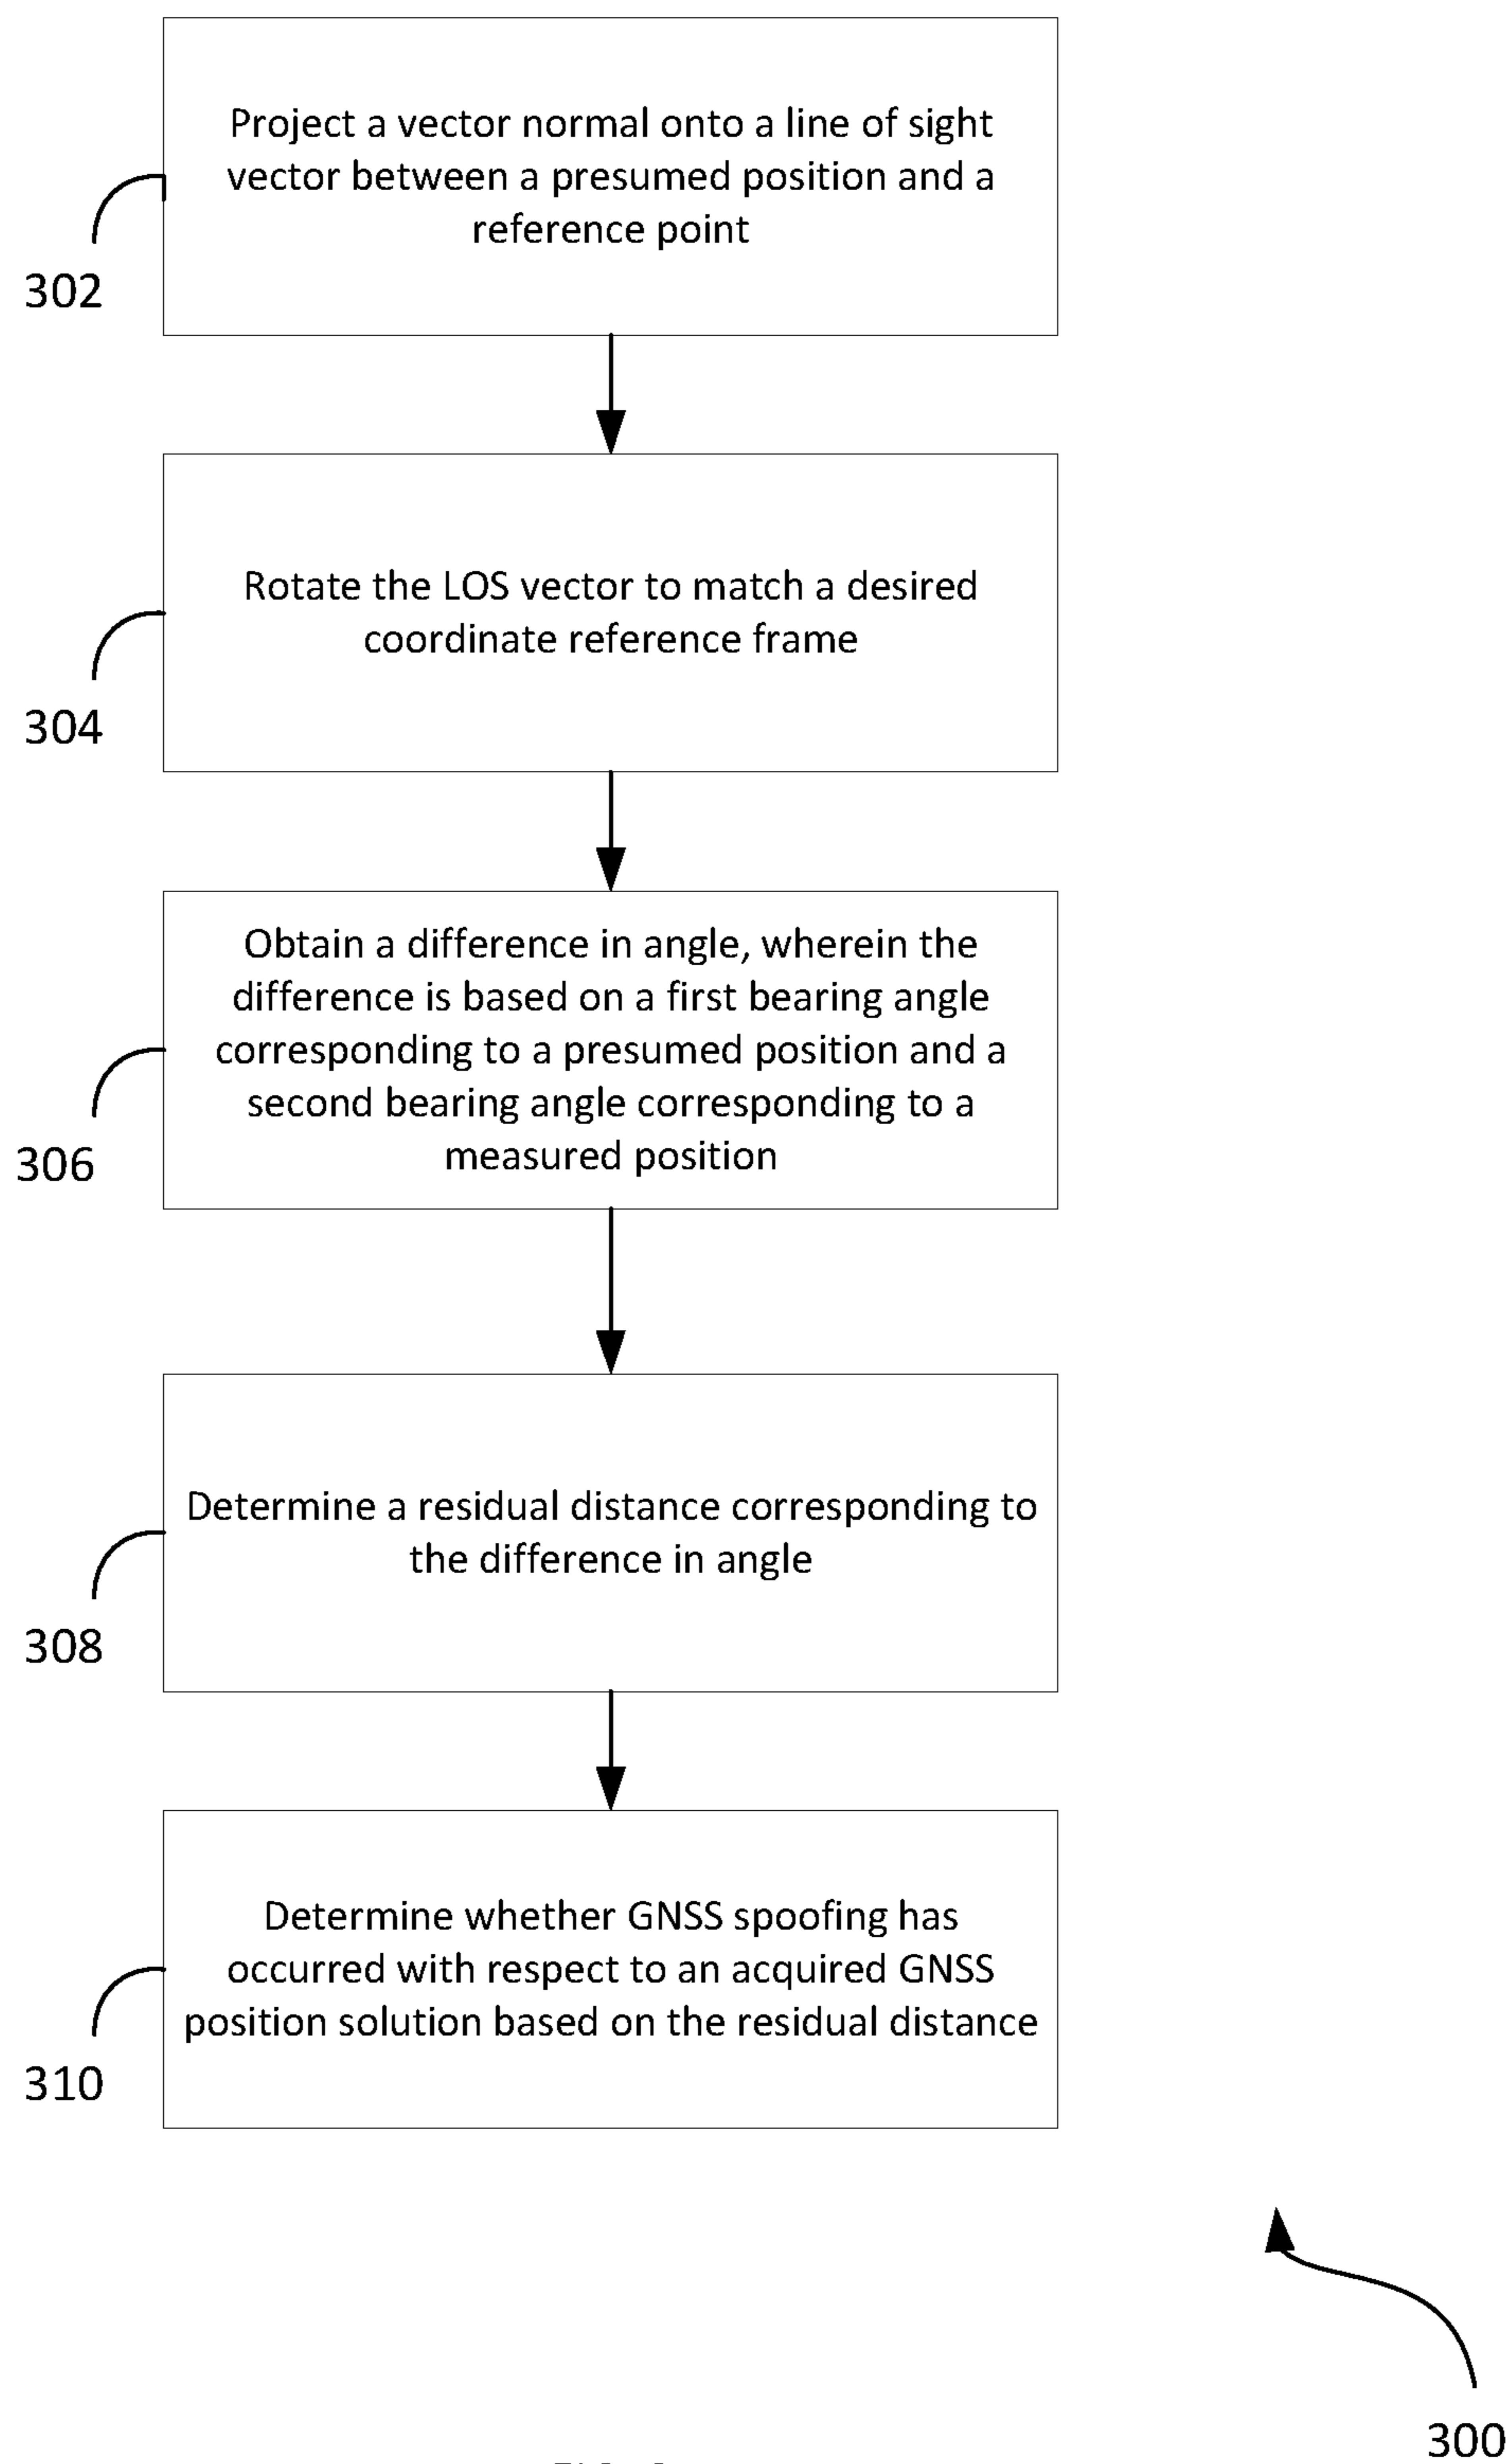 Project a vector normal onto a line of sight
vector between a presumed position and a
reference point
302
Rotate the LOS vector to match a desired
coordinate reference frame
304
Obtain a difference in angle, wherein the
difference is based on a first bearing angle
corresponding to a presumed position and a
second bearing angle corresponding to a
measured position
306
Determine a residual distance corresponding to
the difference in angle
308
Determine whether GNSS spoofing has
occurred with respect to an acquired GNSS
position solution based on the residual distance
310
300